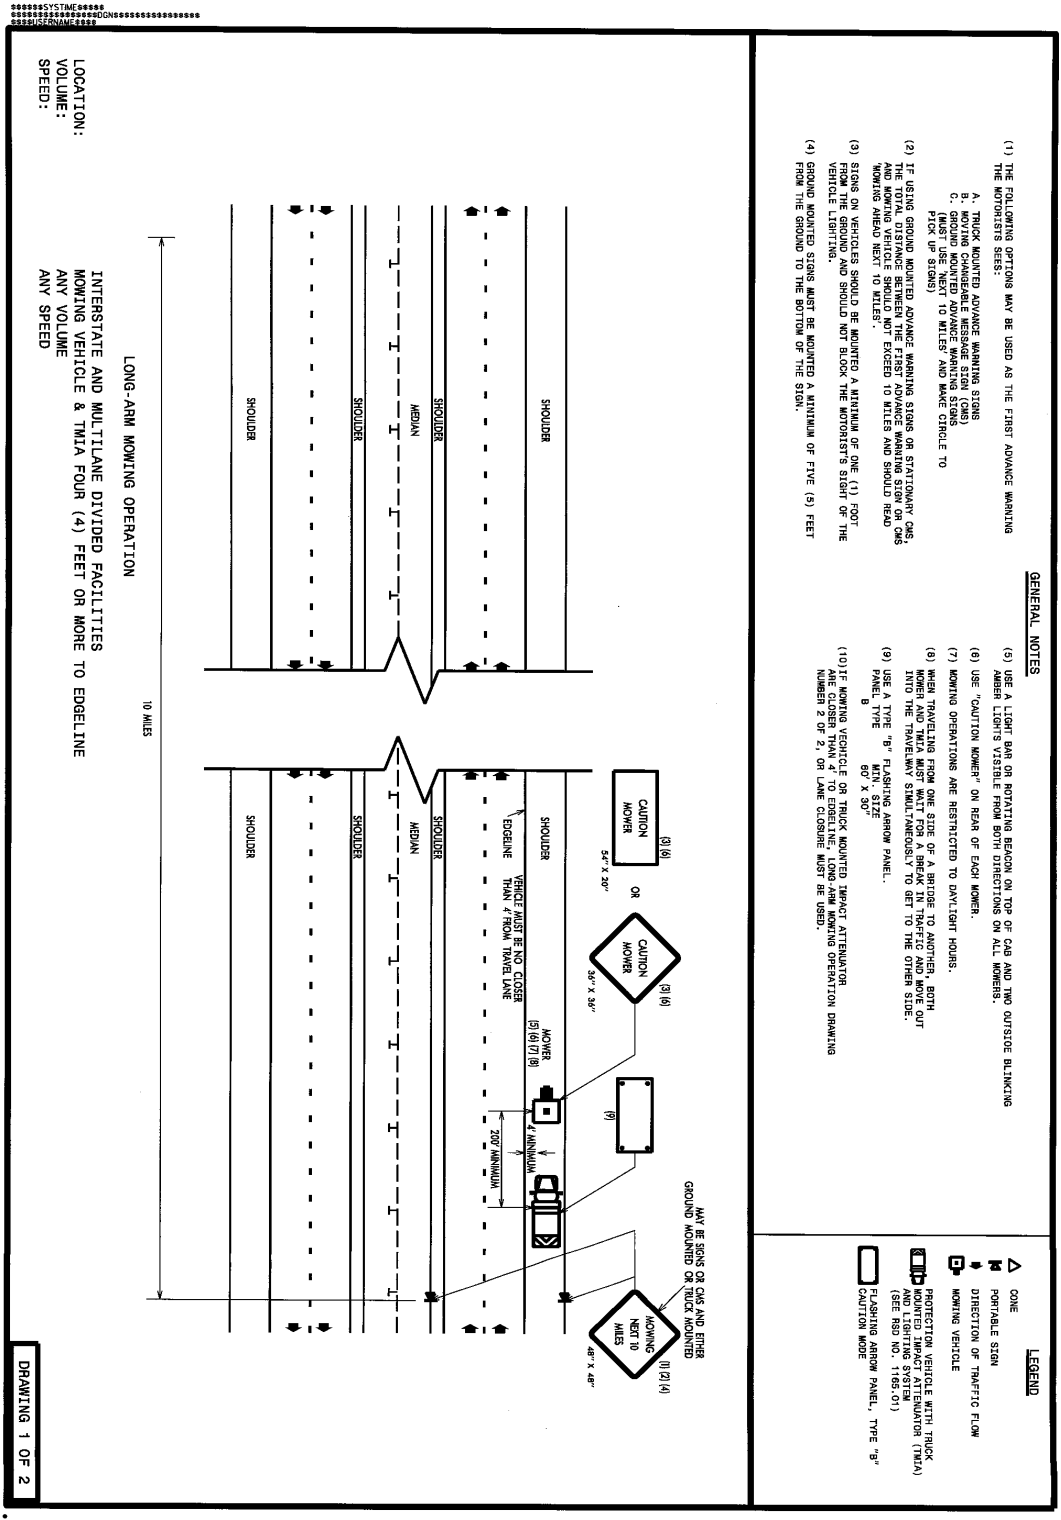 $$$$$$SYSTIME$$$$$
$$$$$$$$$$$$$$$$DGN$$$$$$$$$$$$$$$$
$$$$USERNAME$$$$
GENERAL NOTES
(1) THE FOLLOWING OPTIONS MAY BE USED AS THE FIRST ADVANCE WARNING
THE MOTORISTS SEES:
A. TRUCK MOUNTED ADVANCE WARNING SIGNS
B. MOVING CHANGEABLE MESSAGE SIGN (CMS)
C. GROUND MOUNTED ADVANCE WARNING SIGNS
(MUST USE 'NEXT 10 MILES' AND MAKE CIRCLE TO
PICK UP SIGNS)
(2) IF USING GROUND MOUNTED ADVANCE WARNING SIGNS OR STATIONARY CMS,
THE TOTAL DISTANCE BETWEEN THE FIRST ADVANCE WARNING SIGN OR CMS
AND MOWING VEHICLE SHOULD NOT EXCEED 10 MILES AND SHOULD READ
'MOWING AHEAD NEXT 10 MILES'.
(3) SIGNS ON VEHICLES SHOULD BE MOUNTED A MINIMUM OF ONE (1) FOOT
FROM THE GROUND AND SHOULD NOT BLOCK THE MOTORIST'S SIGHT OF THE
VEHICLE LIGHTING.
(4) GROUND MOUNTED SIGNS MUST BE MOUNTED A MINIMUM OF FIVE (5) FEET
FROM THE GROUND TO THE BOTTOM OF THE SIGN.
(5) USE A LIGHT BAR OR ROTATING BEACON ON TOP OF CAB AND TWO OUTSIDE BLINKING
AMBER LIGHTS VISIBLE FROM BOTH DIRECTIONS ON ALL MOWERS.
(6) USE "CAUTION MOWER" ON REAR OF EACH MOWER.
(7) MOWING OPERATIONS ARE RESTRICTED TO DAYLIGHT HOURS.
(8) WHEN TRAVELING FROM ONE SIDE OF A BRIDGE TO ANOTHER, BOTH
MOWER AND TMIA MUST WAIT FOR A BREAK IN TRAFFIC AND MOVE OUT
INTO THE TRAVELWAY SIMULTANEOUSLY TO GET TO THE OTHER SIDE.
(9) USE A TYPE "B" FLASHING ARROW PANEL.
PANEL TYPE MIN. SIZE
B 60" X 30"
(10)IF MOWING VECHICLE OR TRUCK MOUNTED IMPACT ATTENUATOR
ARE CLOSER THAN 4' TO EDGELINE, LONG-ARM MOWING OPERATION DRAWING
NUMBER 2 OF 2, OR LANE CLOSURE MUST BE USED.
LEGEND
CONE
PORTABLE SIGN
DIRECTION OF TRAFFIC FLOW
MOWING VEHICLE
PROTECTION VEHICLE WITH TRUCK
MOUNTED IMPACT ATTENUATOR (TMIA)
AND LIGHTING SYSTEM
(SEE RSD NO. 1165.01)
FLASHING ARROW PANEL, TYPE "B"
CAUTION MODE
CAUTION
MOWER
(3) (6)
54" X 20"
OR
CAUTION
MOWER
(3) (6)
36" X 36"
(9)
MAY BE SIGNS OR CMS AND EITHER
GROUND MOUNTED OR TRUCK MOUNTED
MOWING
NEXT 10
MILES
(1) (2) (4)
48" X 48"
SHOULDER
SHOULDER
MEDIAN
SHOULDER
SHOULDER
SHOULDER
EDGELINE
SHOULDER
MEDIAN
SHOULDER
SHOULDER
VEHICLE MUST BE NO CLOSER
THAN 4' FROM TRAVEL LANE
MOWER
(5) (6) (7) (8)
4' MINIMUM
200' MINIMUM
10 MILES
LONG-ARM MOWING OPERATION
INTERSTATE AND MULTILANE DIVIDED FACILITIES
MOWING VEHICLE & TMIA FOUR (4) FEET OR MORE TO EDGELINE
ANY VOLUME
ANY SPEED
LOCATION:
VOLUME:
SPEED:
DRAWING 1 OF 2